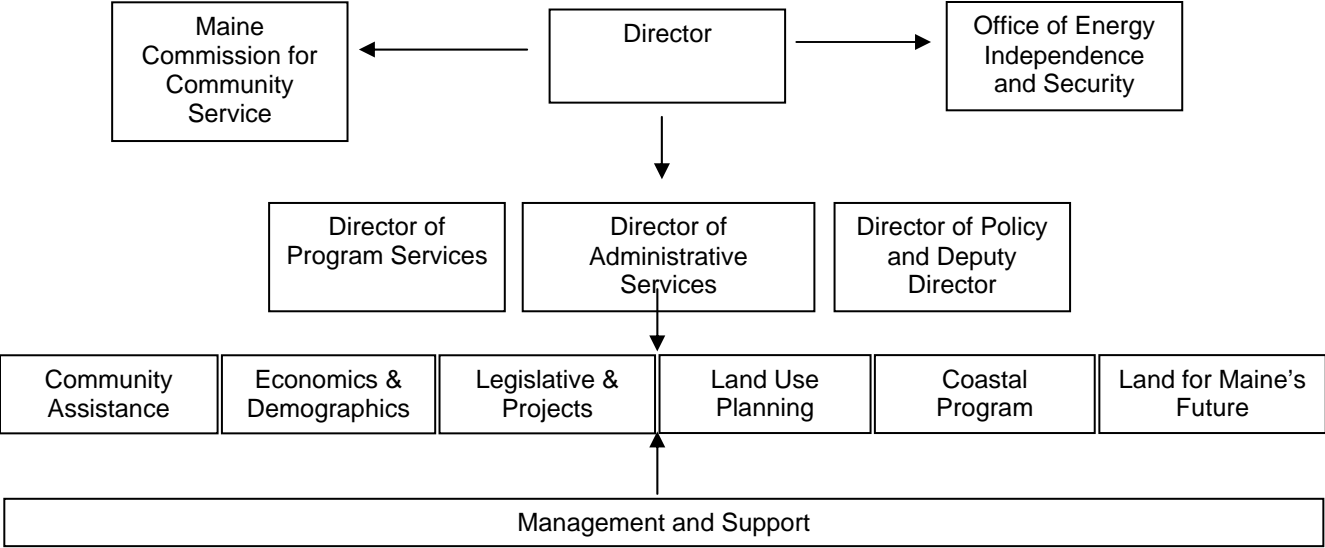 Maine
Commission for
Community
Service
Director
Office of Energy
Independence
and Security
Director of
Program Services
Director of
Administrative
Services
Director of Policy
and Deputy
Director
Community
Assistance
Economics &
Demographics
Legislative &
Projects
Land Use
Planning
Coastal
Program
Land for Maine’s
Future
Management and Support